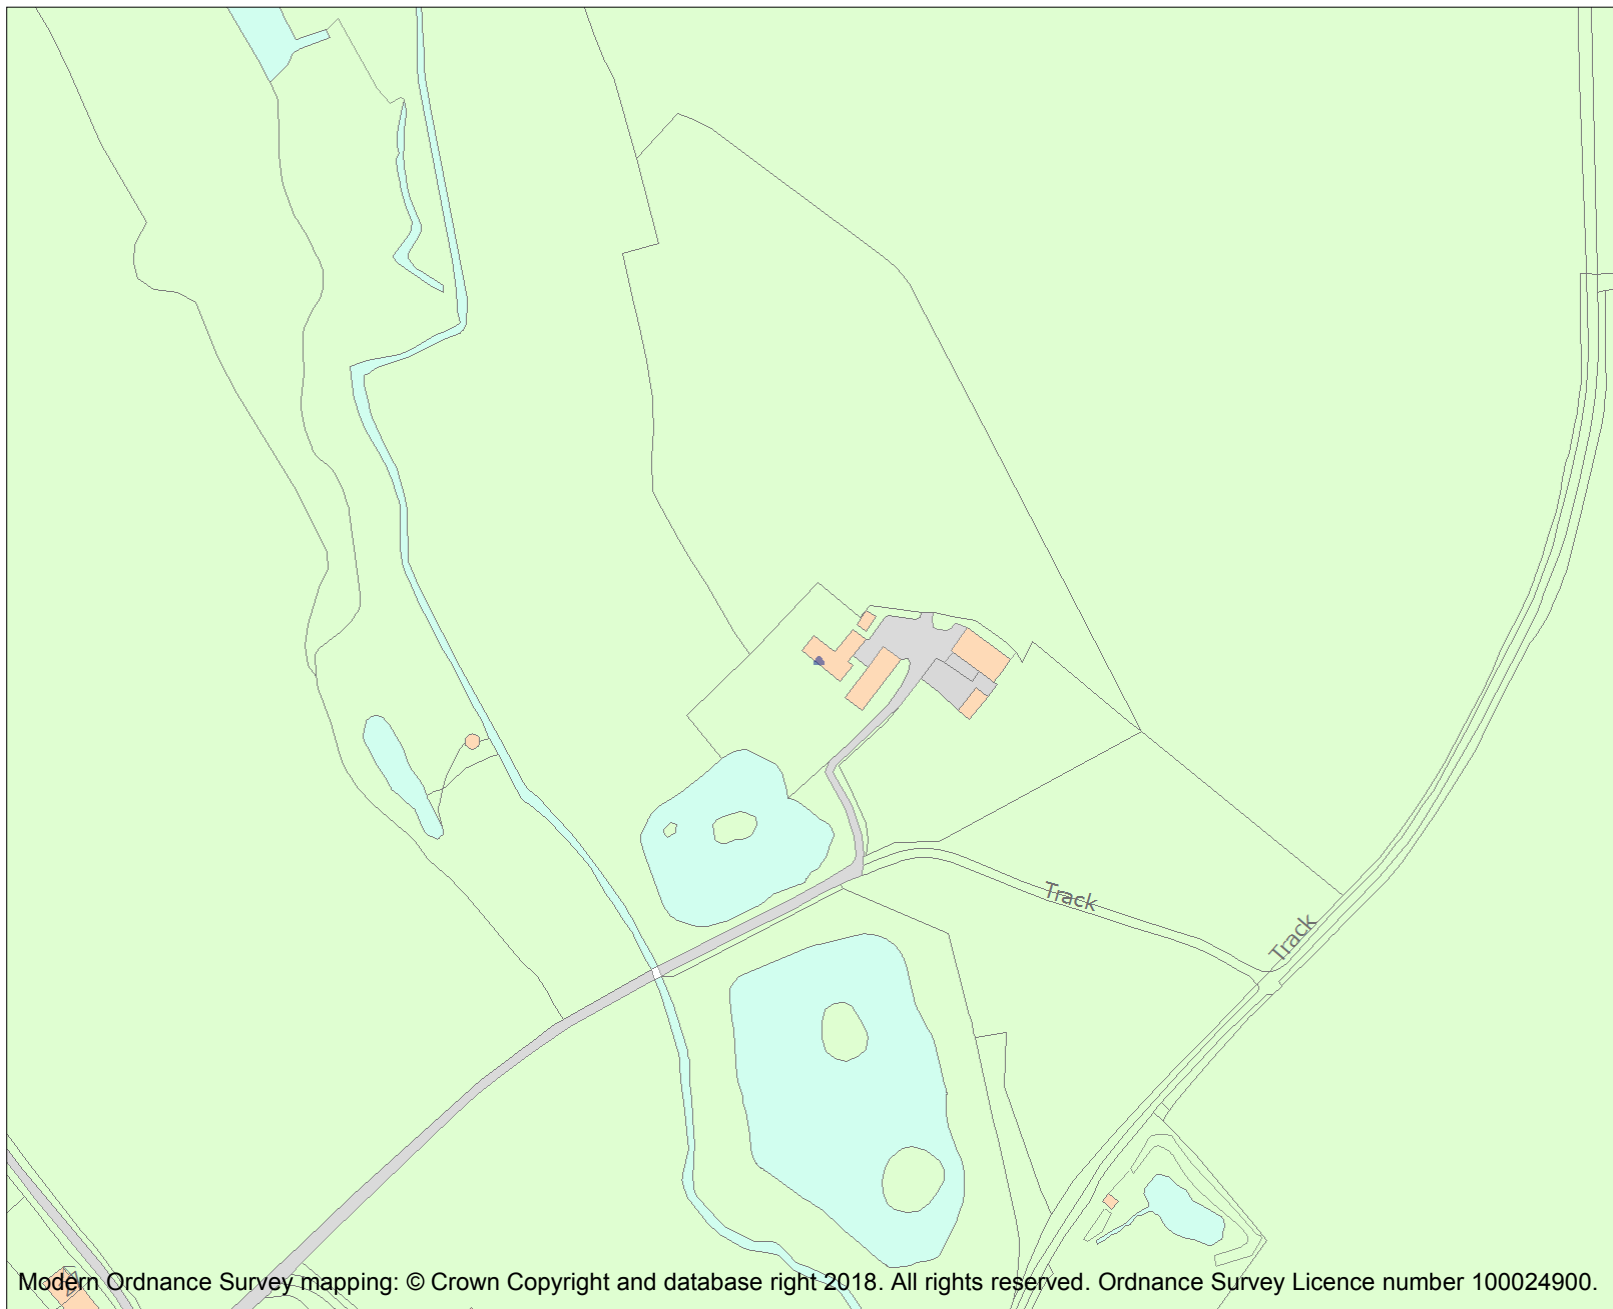 Track
Track
Modern Ordnance Survey mapping: © Crown Copyright and database right 2018. All rights reserved. Ordnance Survey Licence number 100024900.